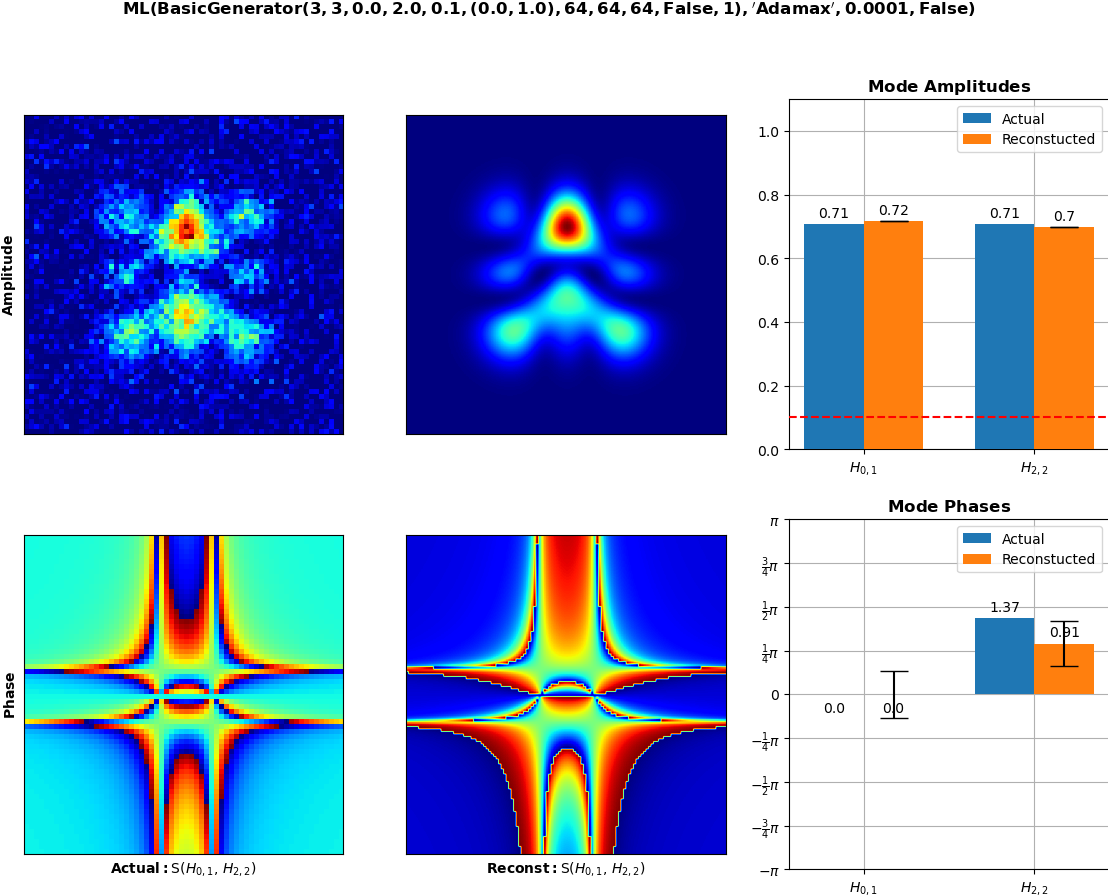 ML(BasicGenerator(3, 3, 0.0, 2.0, 0.1, (0.0, 1.0), 64, 64, 64, False, 1), ′Adamax′, 0.0001, False)
Amplitude
Mode Amplitudes
Actual
Reconstucted
1.0
0.8
0.6
0.4
0.2
0.0
0.71
0.72
0.71
0.7
H0,1
H2,2
Phase
Actual: S(H0,1, H2,2)
Reconst: S(H0,1, H2,2)
Mode Phases
Actual
Reconstucted
π
3/4π
1/2π
1/4π
0
−1/4π
−1/2π
−3/4π
−π
0.0
0.0
1.37
0.91
H0,1
H2,2